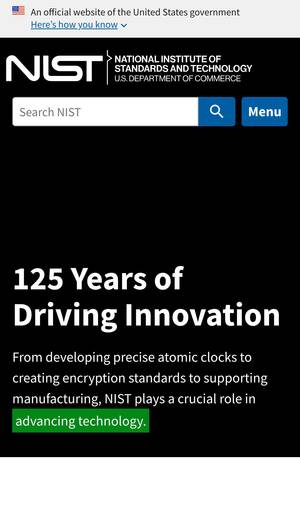 An official website of the United States government
Here's how you know
NIST
NATIONAL INSTITUTE OF
STANDARDS AND TECHNOLOGY
U.S. DEPARTMENT OF COMMERCE
Search NIST
Menu
125 Years of
Driving Innovation
From developing precise atomic clocks to
creating encryption standards to supporting
manufacturing, NIST plays a crucial role in
advancing technology.